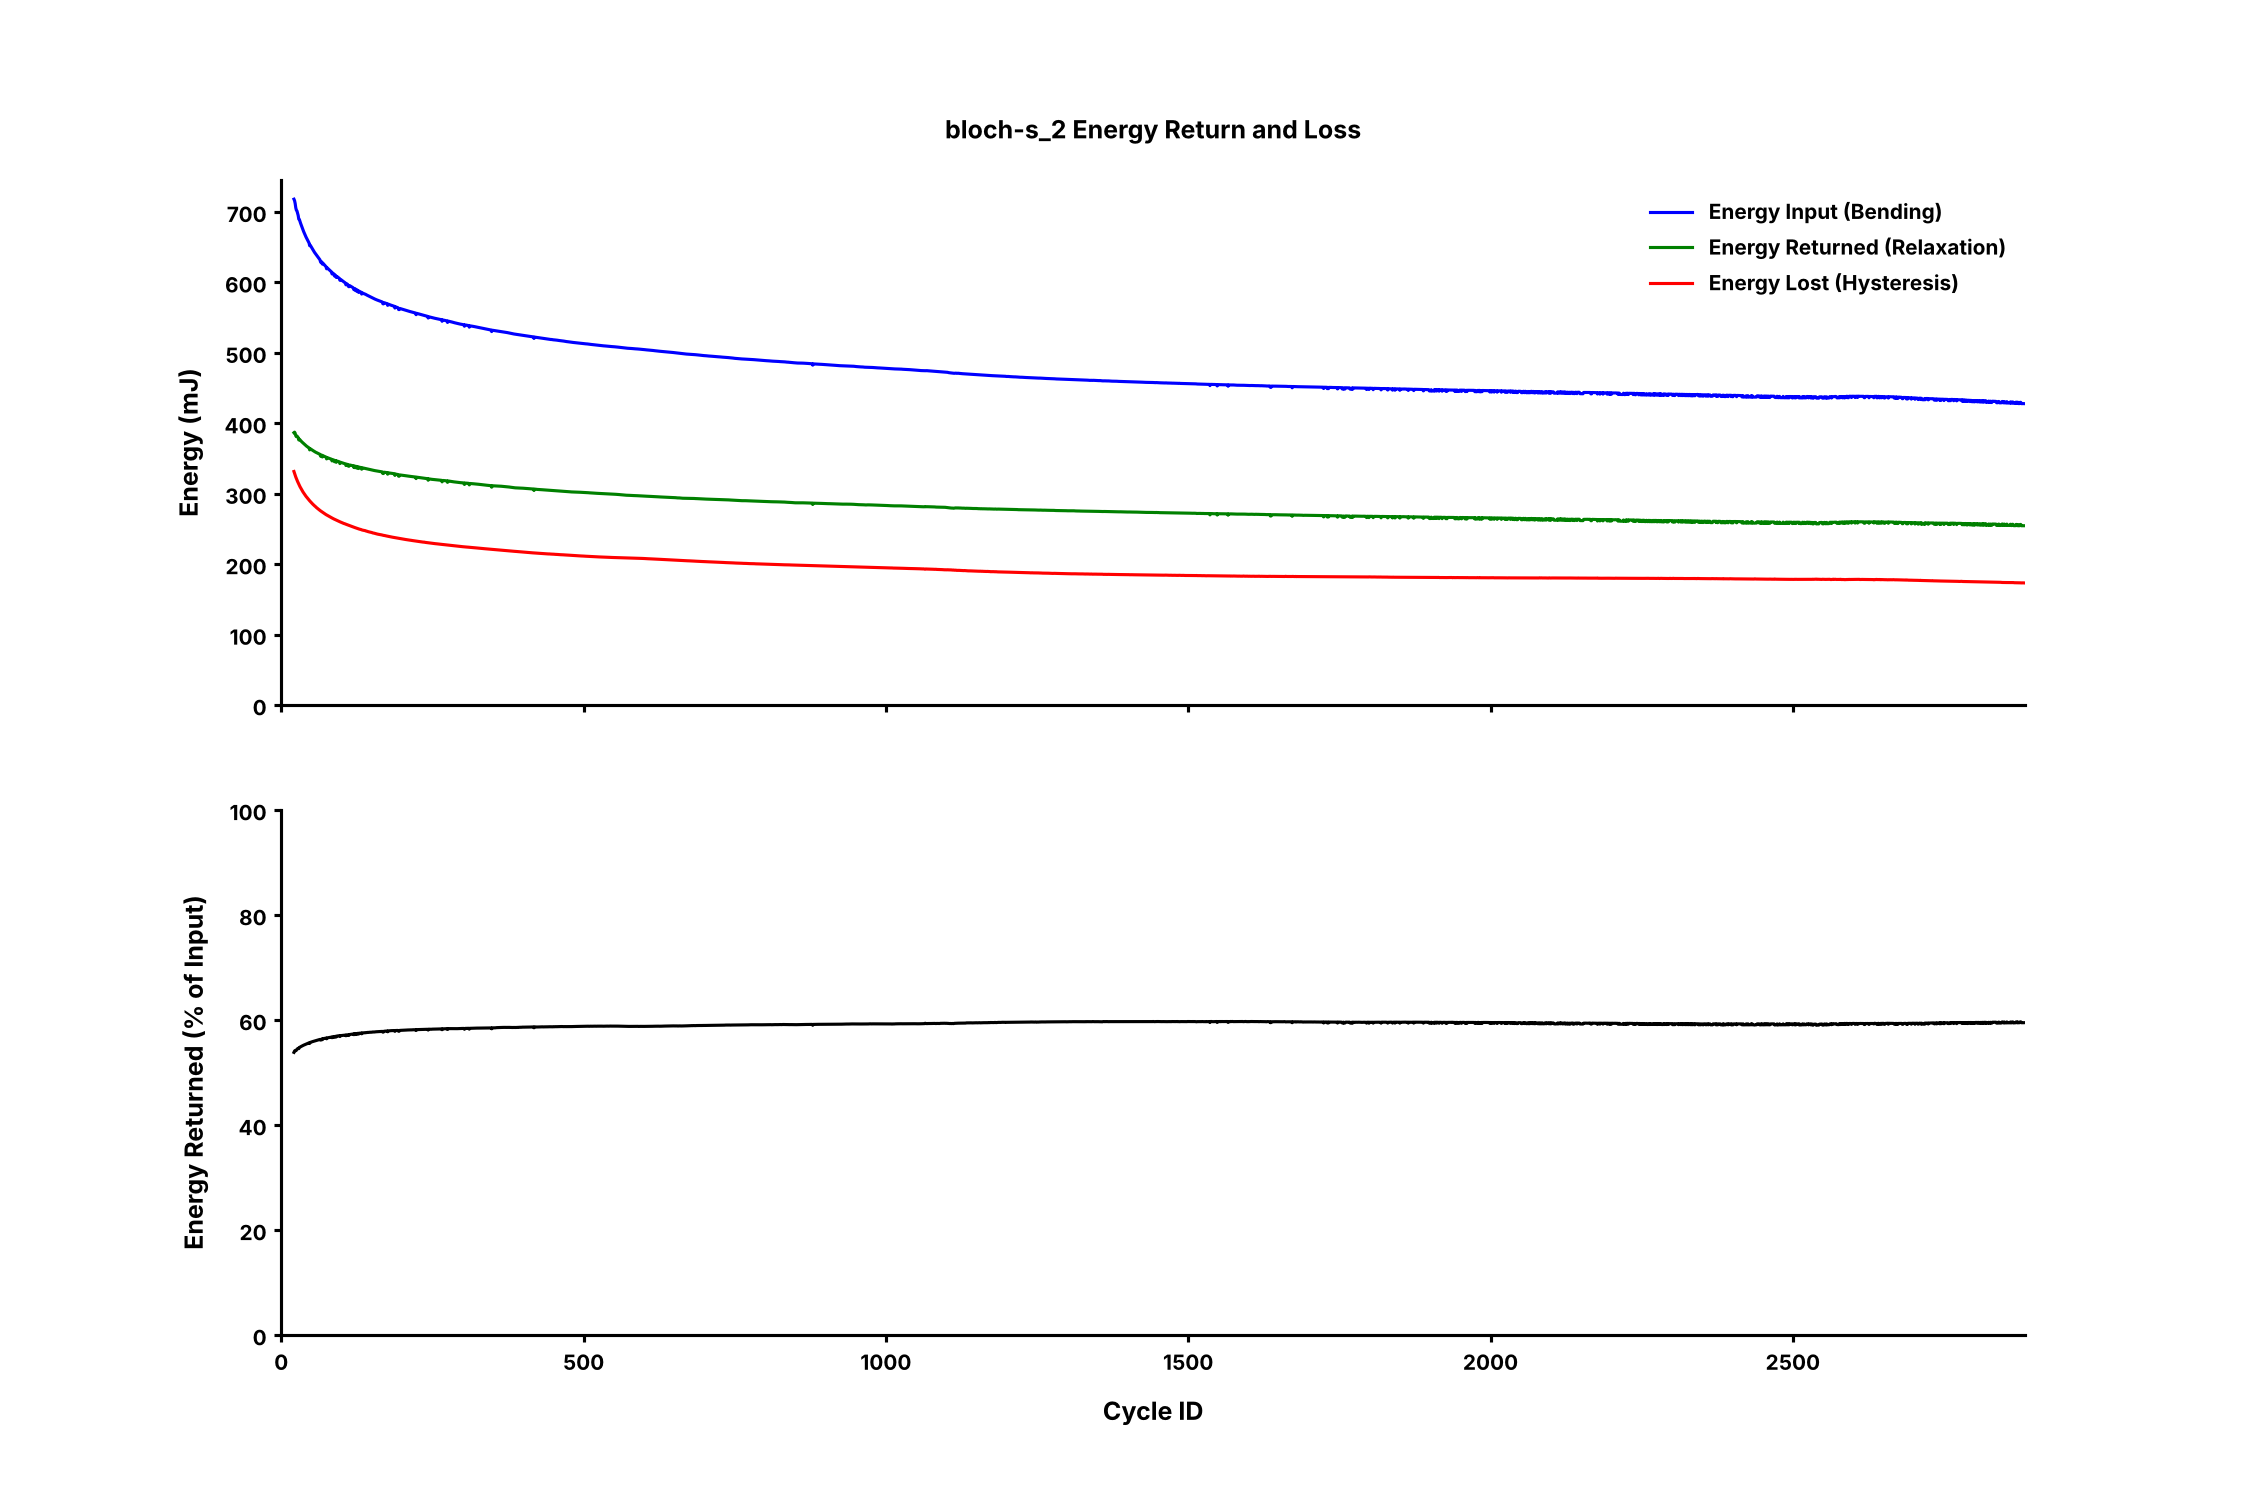 bloch-s_2 Energy Return and Loss
Energy (mJ)
700
600
500
400
300
200
100
0
Energy Input (Bending)
Energy Returned (Relaxation)
Energy Lost (Hysteresis)
Energy Returned (% of Input)
100
80
60
40
20
0
0 500 1000 1500 2000 2500
Cycle ID